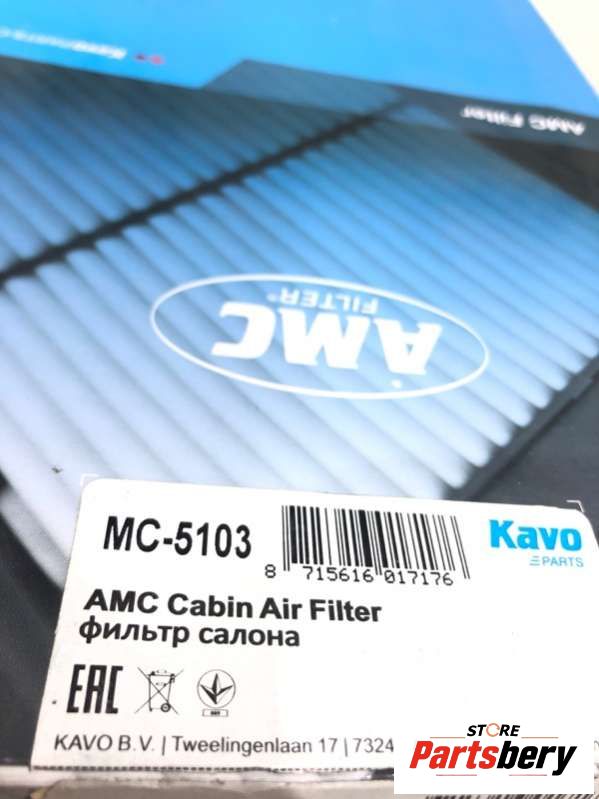 AMC Filter
AMC
FILTER®
MC-5103
8 715616 017176
Kavo
PARTS
AMC Cabin Air Filter
фильтр салона
EAC
KAVO B.V. | Tweelingenlaan 17 | 7324
STORE
Partsbery